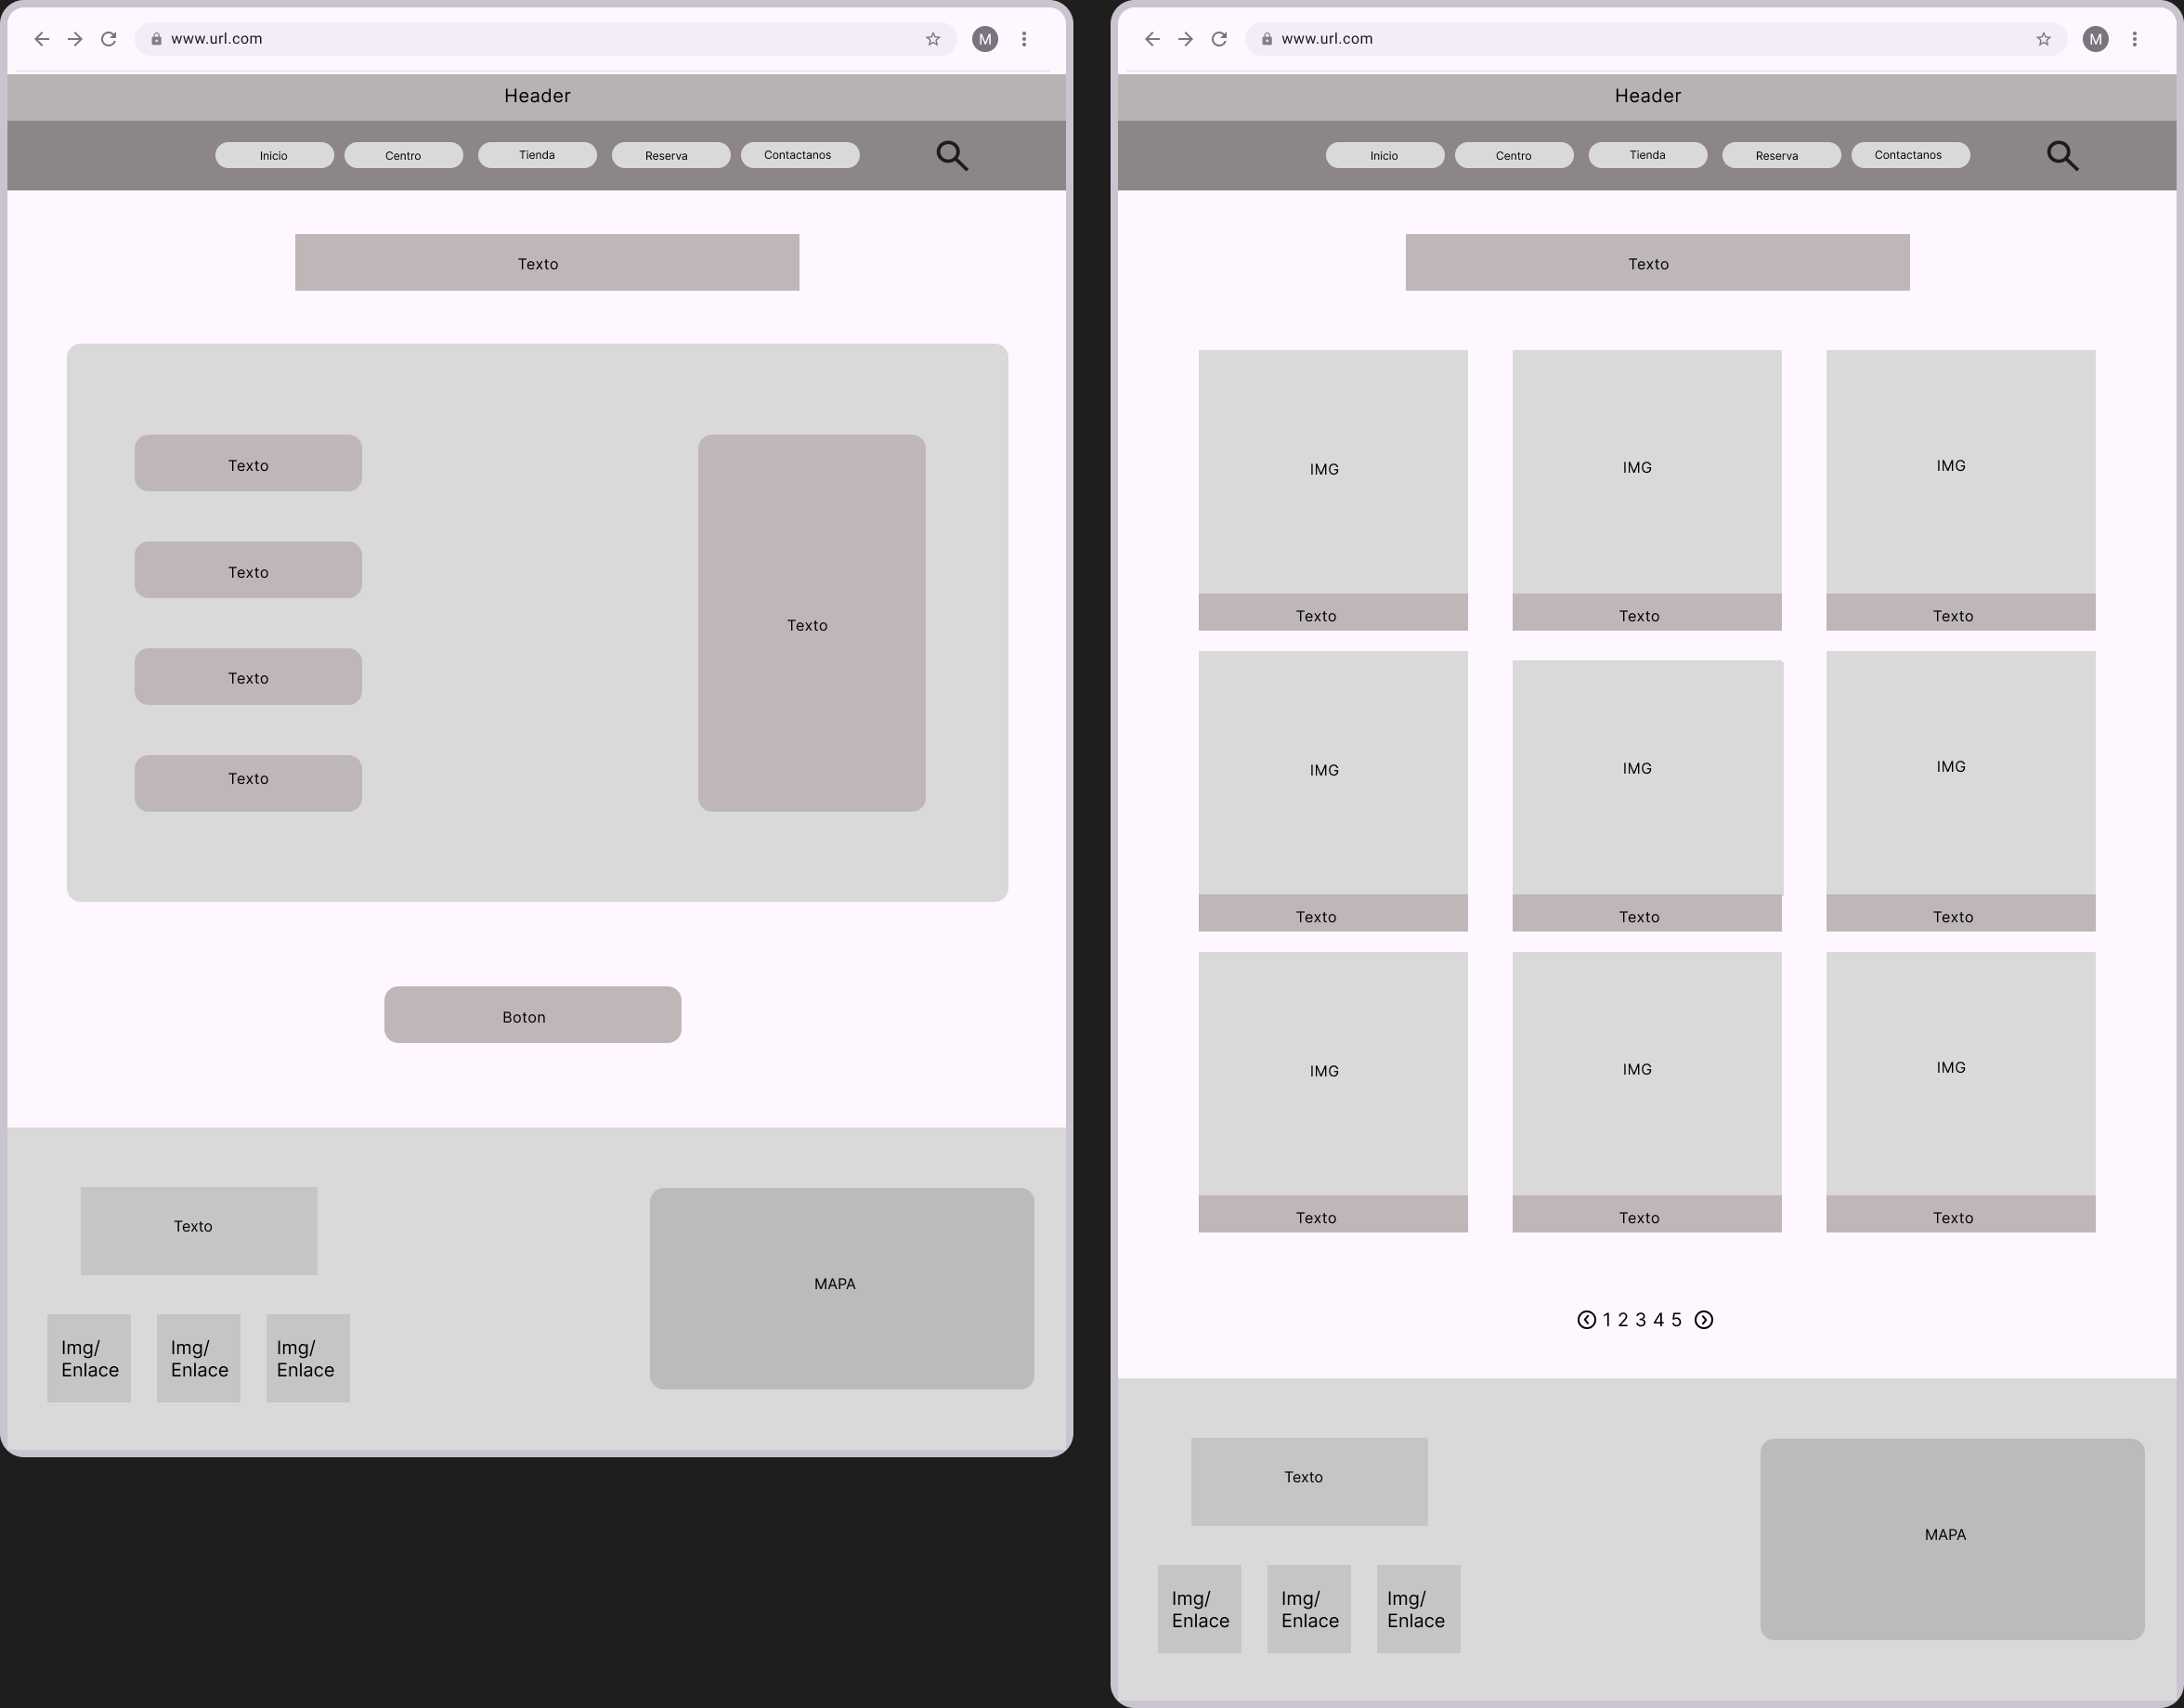 www.url.com
M
Header
Inicio
Centro
Tienda
Reserva
Contactanos
Texto
Texto
Texto
Texto
Texto
Texto
Boton
Texto
MAPA
Img/
Enlace
Img/
Enlace
Img/
Enlace
www.url.com
M
Header
Inicio
Centro
Tienda
Reserva
Contactanos
Texto
IMG
IMG
IMG
Texto
Texto
Texto
IMG
IMG
IMG
Texto
Texto
Texto
IMG
IMG
IMG
Texto
Texto
Texto
1 2 3 4 5
Texto
MAPA
Img/
Enlace
Img/
Enlace
Img/
Enlace